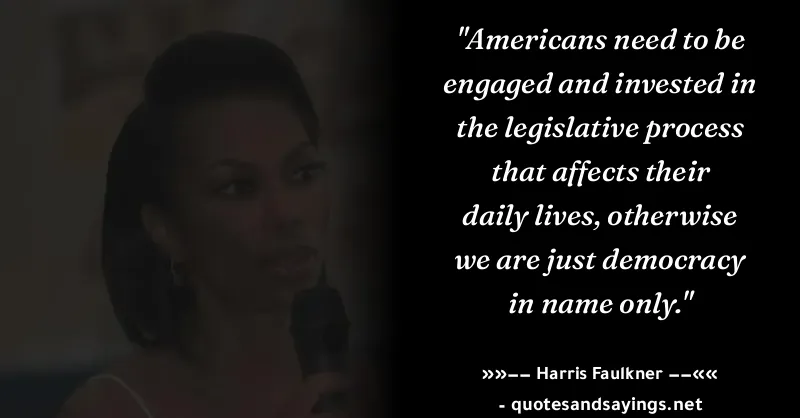 "Americans need to be
engaged and invested in
the legislative process
that affects their
daily lives, otherwise
we are just democracy
in name only."
»»–– Harris Faulkner ––««
- quotesandsayings.net